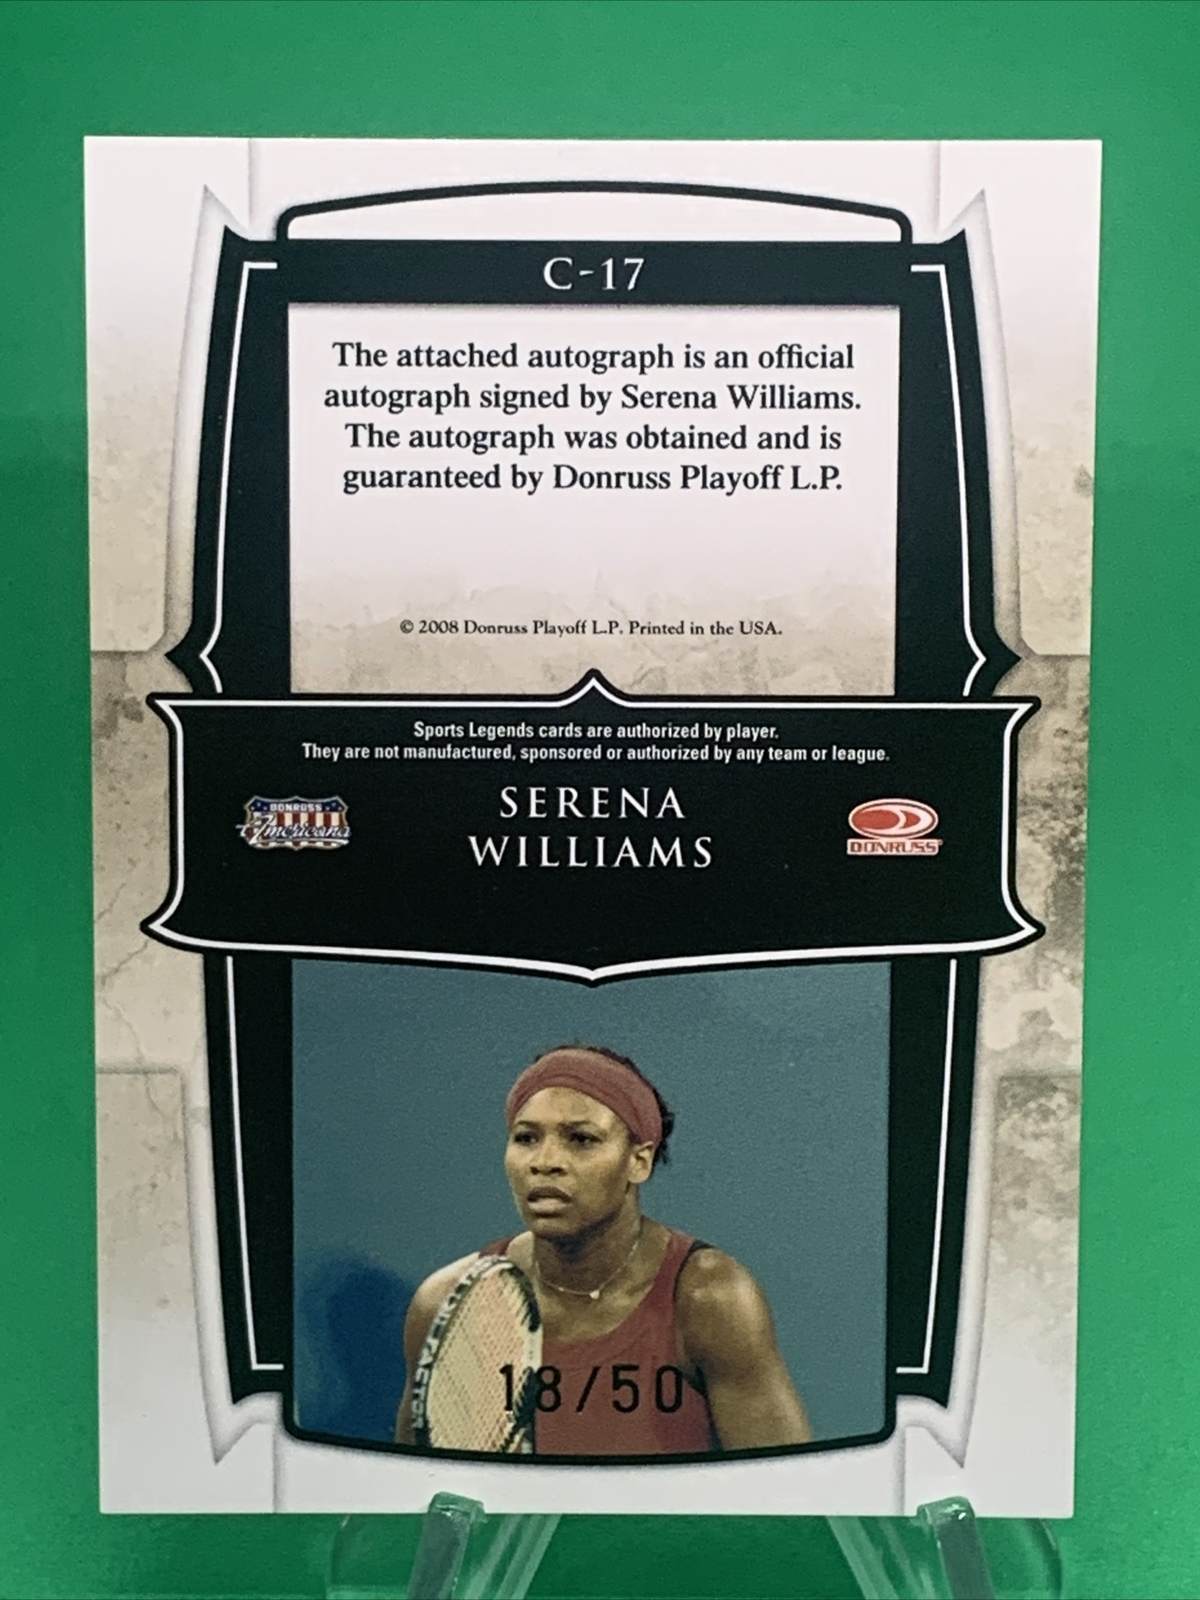 C-17
The attached autograph is an official
autograph signed by Serena Williams.
The autograph was obtained and is
guaranteed by Donruss Playoff L.P.
© 2008 Donruss Playoff L.P. Printed in the USA.
Sports Legends cards are authorized by player.
They are not manufactured, sponsored or authorized by any team or league.
DONRUSS
Americana
SERENA
WILLIAMS
DONRUSS
18/50